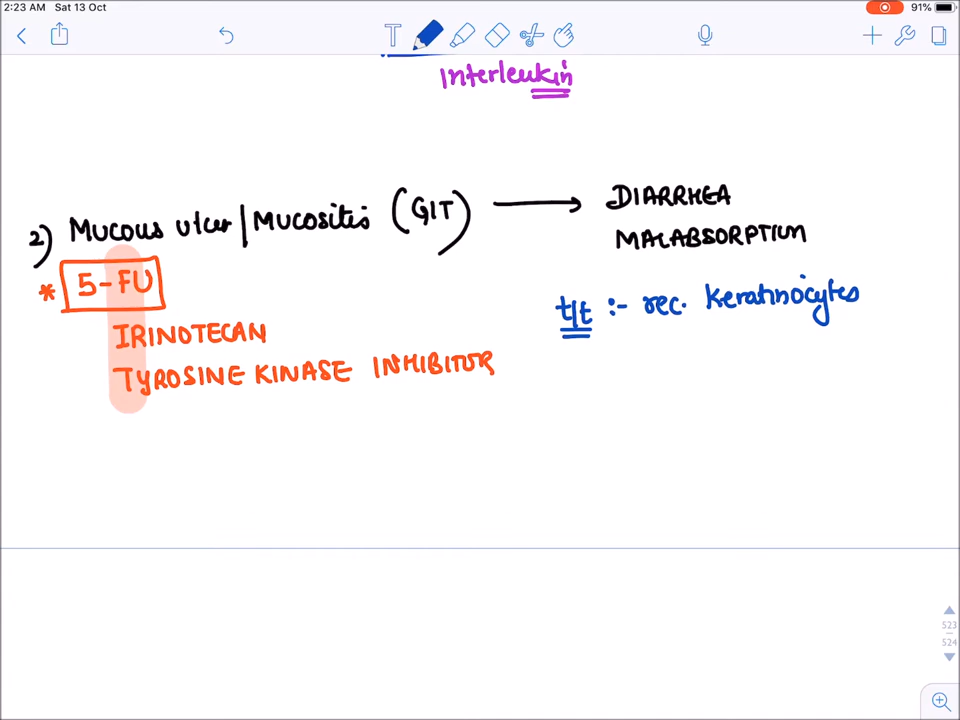 2:23 AM Sat 13 Oct 91%
T
Interleukin
2) Mucous ulcer/Mucositis (GIT) → DIARRHEA
MALABSORPTION
* 5-FU
t/t :- rec. Keratinocytes
IRINOTECAN
TYROSINE KINASE INHIBITOR
523
524